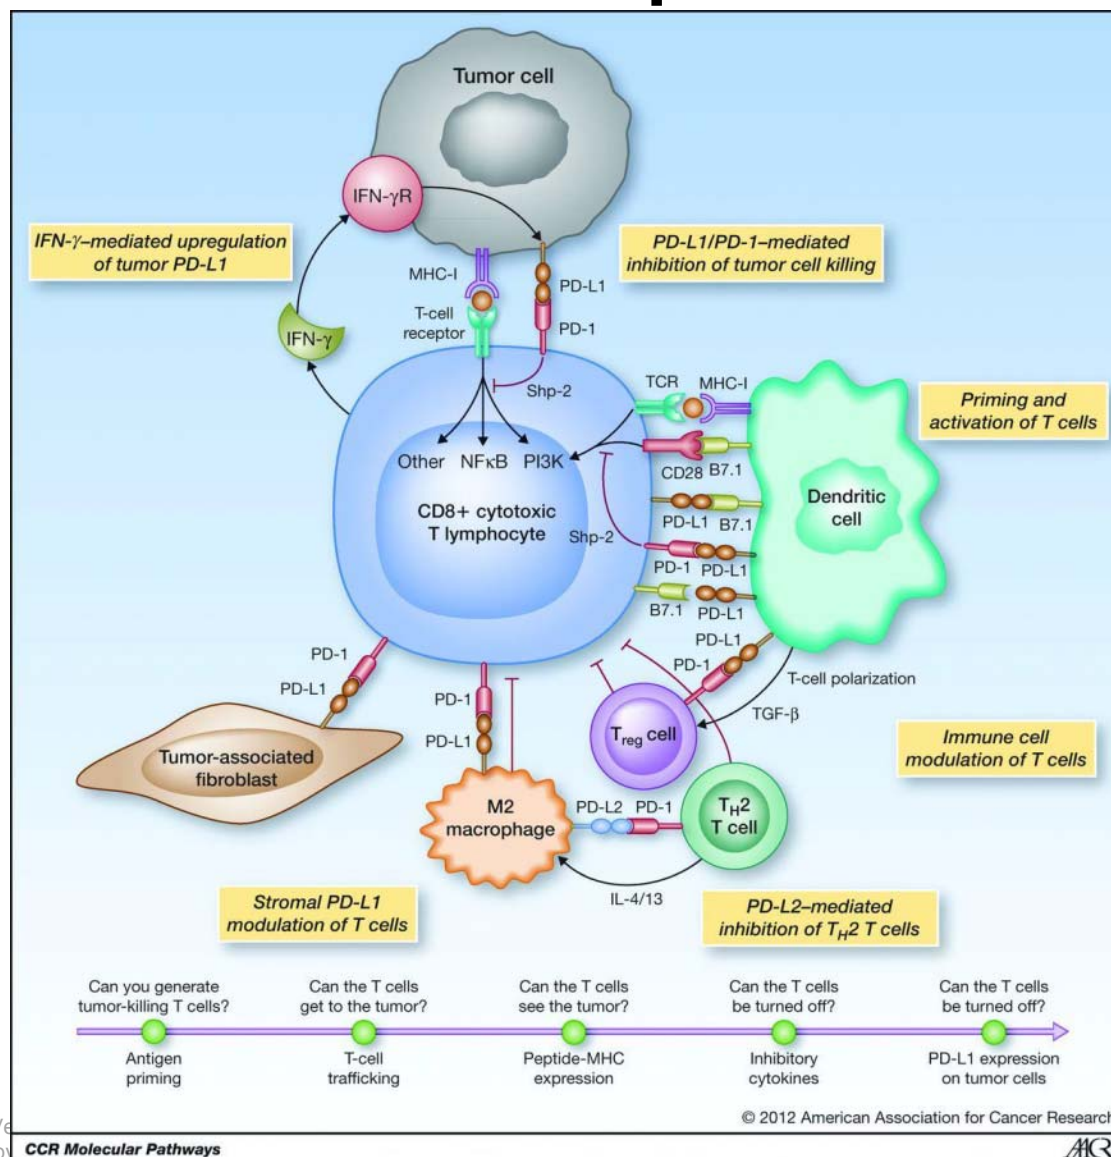 Tumor cell
IFN-γR
IFN-γ–mediated upregulation
of tumor PD-L1
PD-L1/PD-1–mediated
inhibition of tumor cell killing
MHC-I
PD-L1
T-cell
receptor
PD-1
IFN-γ
Shp-2
TCR
MHC-I
Priming and
activation of T cells
Other
NFκB
PI3K
CD28
B7.1
CD8+ cytotoxic
T lymphocyte
Dendritic
cell
PD-L1
B7.1
Shp-2
PD-1
PD-L1
B7.1
PD-L1
PD-L1
PD-1
PD-1
PD-L1
T-cell polarization
TGF-β
PD-1
PD-L1
Treg cell
Immune cell
modulation of T cells
Tumor-associated
fibroblast
M2
macrophage
PD-L2
PD-1
TH2
T cell
IL-4/13
Stromal PD-L1
modulation of T cells
PD-L2–mediated
inhibition of TH2 T cells
Can you generate
tumor-killing T cells?
Can the T cells
get to the tumor?
Can the T cells
see the tumor?
Can the T cells
be turned off?
Can the T cells
be turned off?
Antigen
priming
T-cell
trafficking
Peptide-MHC
expression
Inhibitory
cytokines
PD-L1 expression
on tumor cells
© 2012 American Association for Cancer Research
CCR Molecular Pathways
AACR